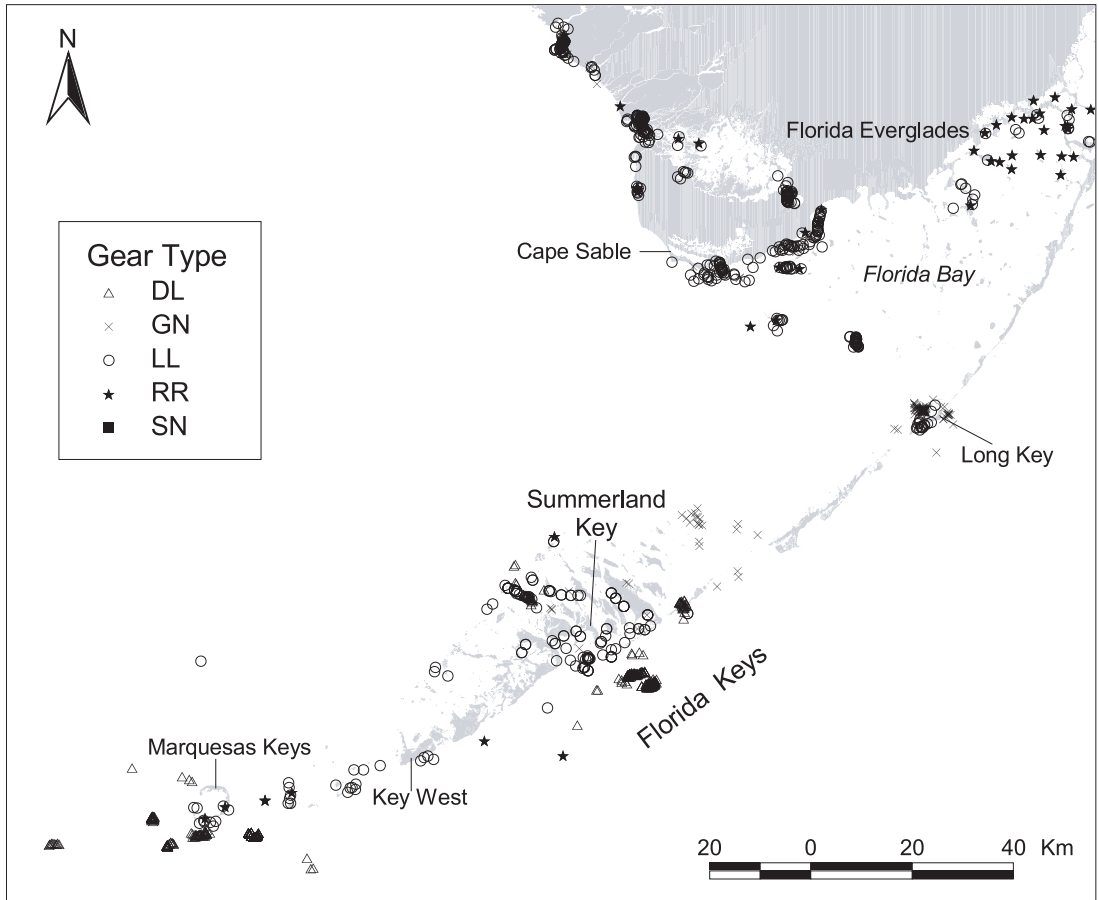 N
Florida Everglades
Gear Type
DL
GN
LL
RR
SN
Cape Sable
Florida Bay
Long Key
Summerland
Key
Florida Keys
Marquesas Keys
Key West
20 0 20 40 Km